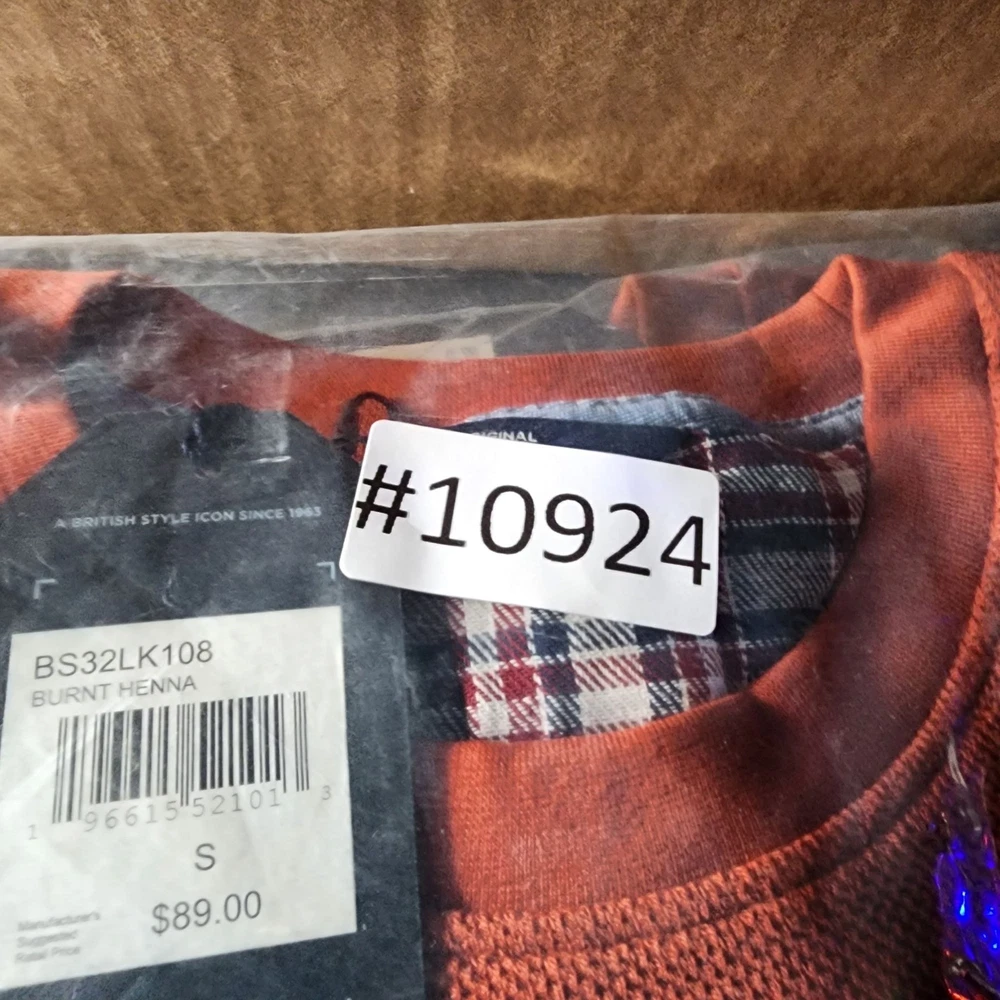 ORIGINAL
#10924
A BRITISH STYLE ICON SINCE 1963
BS32LK108
BURNT HENNA
1 96615 52101 3
S
$89.00
Manufacturer's
Suggested
Retail Price